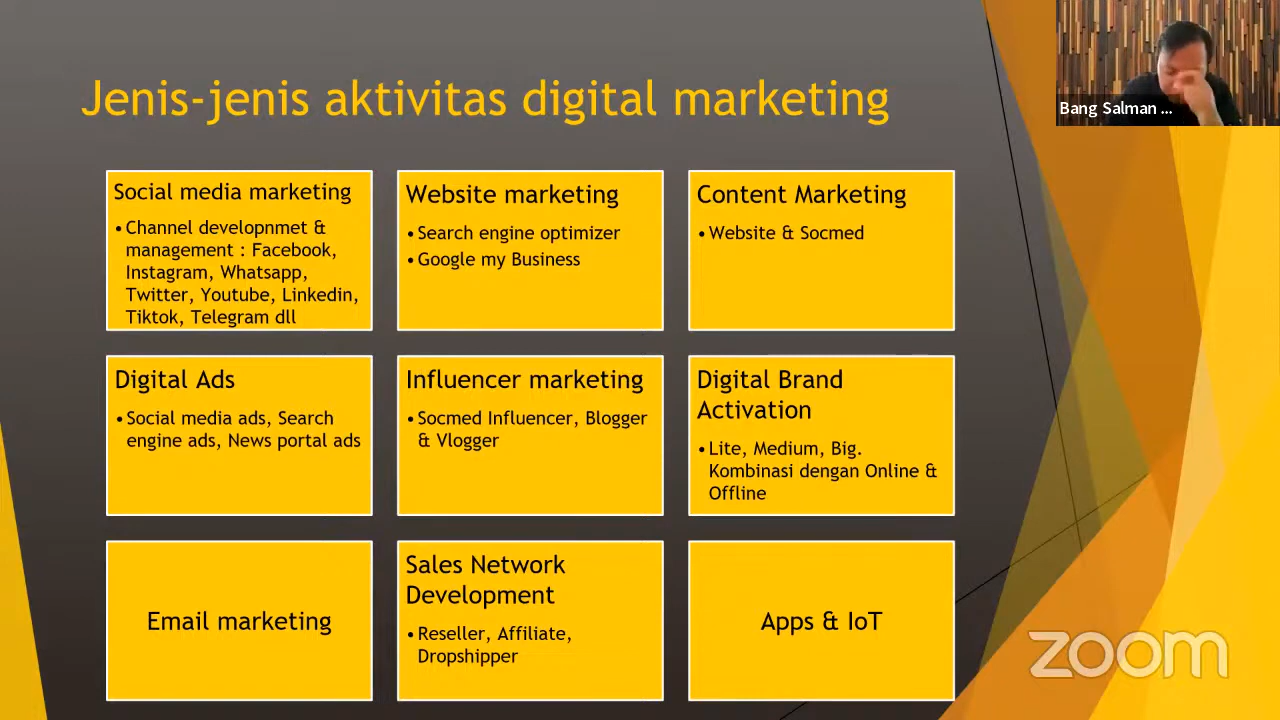 Jenis-jenis aktivitas digital marketing
Bang Salman ...
Social media marketing
• Channel developnmet &
management : Facebook,
Instagram, Whatsapp,
Twitter, Youtube, Linkedin,
Tiktok, Telegram dll
Website marketing
• Search engine optimizer
• Google my Business
Content Marketing
• Website & Socmed
Digital Ads
• Social media ads, Search
engine ads, News portal ads
Influencer marketing
• Socmed Influencer, Blogger
& Vlogger
Digital Brand
Activation
• Lite, Medium, Big.
Kombinasi dengan Online &
Offline
Email marketing
Sales Network
Development
• Reseller, Affiliate,
Dropshipper
Apps & IoT
zoom